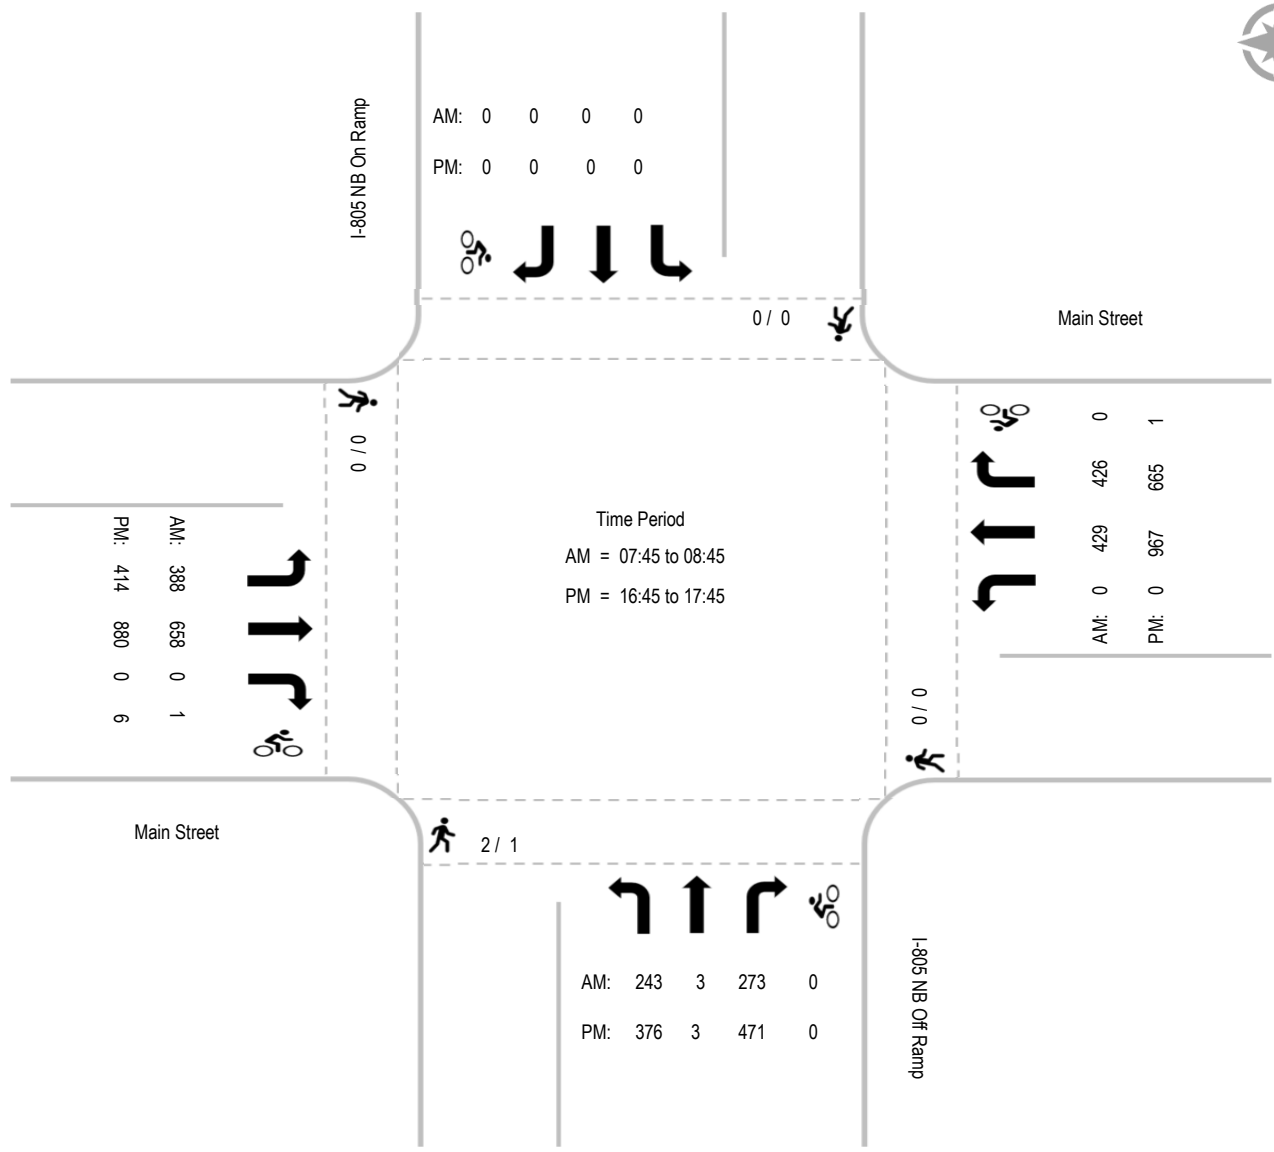 I-805 NB On Ramp
AM: 0 0 0 0
PM: 0 0 0 0
0 / 0
Main Street
0 / 0
0 1
426 665
429 967
AM: 0 PM: 0
Time Period
AM = 07:45 to 08:45
PM = 16:45 to 17:45
AM: 388 658 0 1
PM: 414 880 0 6
0 / 0
Main Street
2 / 1
AM: 243 3 273 0
PM: 376 3 471 0
I-805 NB Off Ramp